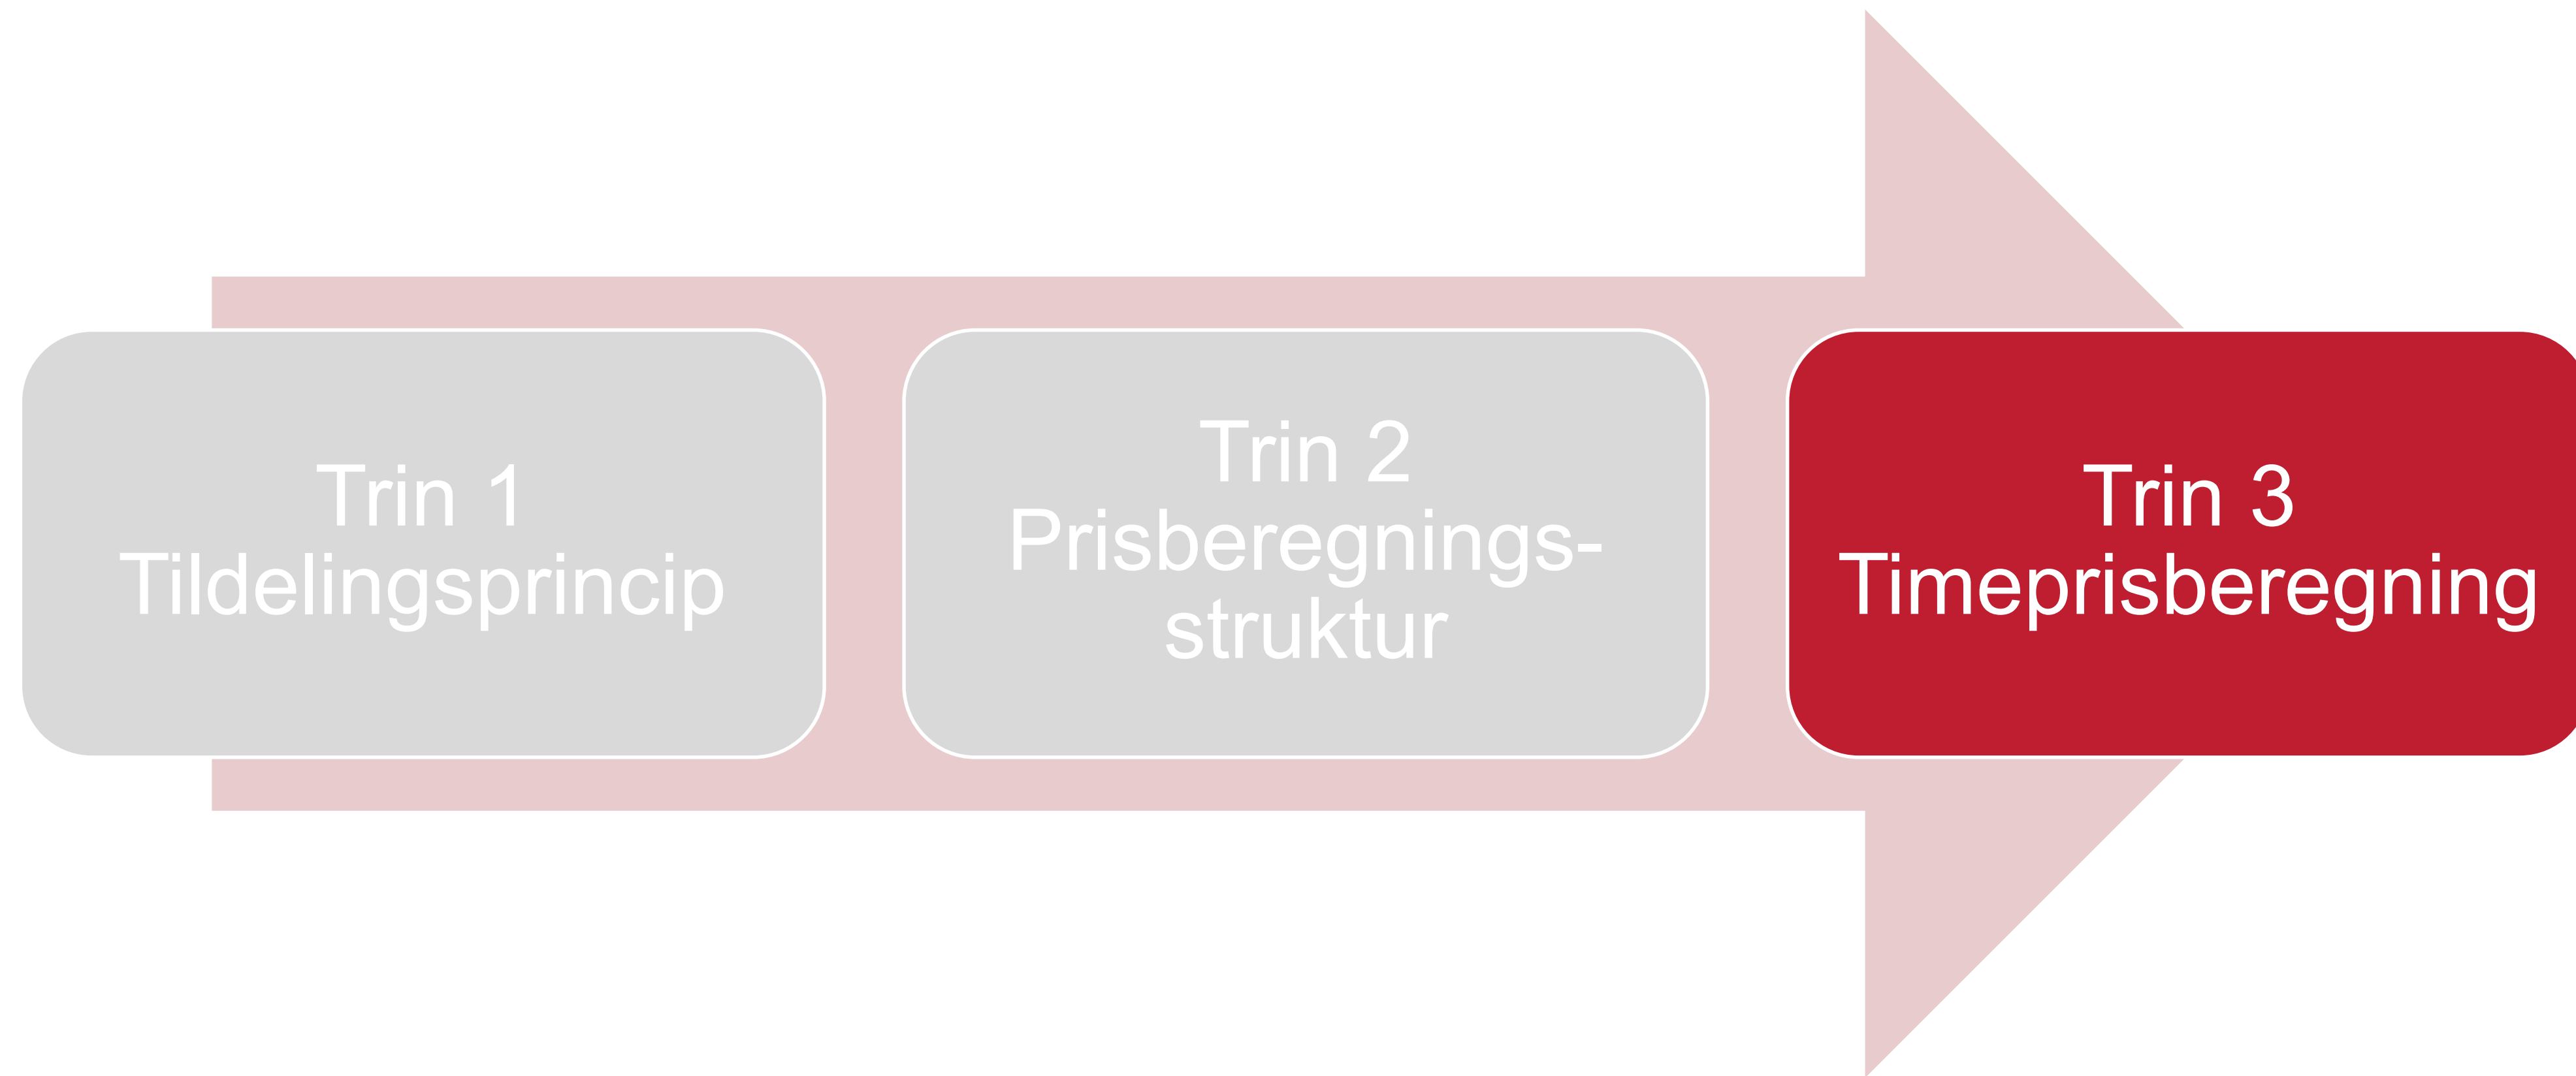 Trin 1
Tildelingsprincip
Trin 2
Prisberegnings-
struktur
Trin 3
Timeprisberegning